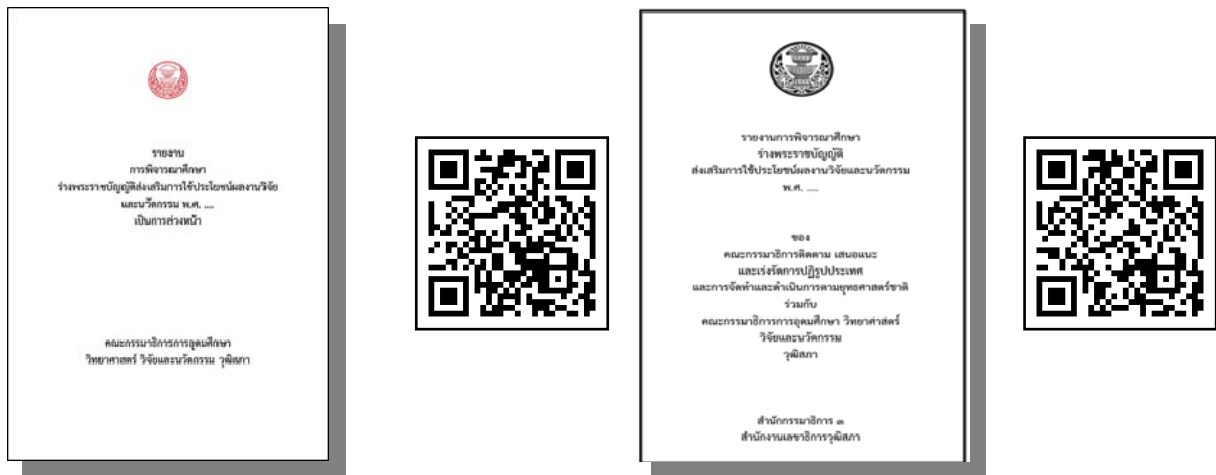 รายงาน
การพิจารณาศึกษา
ร่างพระราชบัญญัติส่งเสริมการใช้ประโยชน์ผลงานวิจัย
และนวัตกรรม พ.ศ. ....
เป็นการล่วงหน้า
คณะกรรมาธิการการอุดมศึกษา
วิทยาศาสตร์ วิจัยและนวัตกรรม วุฒิสภา
รายงานการพิจารณาศึกษา
ร่างพระราชบัญญัติ
ส่งเสริมการใช้ประโยชน์ผลงานวิจัยและนวัตกรรม
พ.ศ. ....
ของ
คณะกรรมาธิการติดตาม เสนอแนะ
และเร่งรัดการปฏิรูปประเทศ
และการจัดทำและดำเนินการตามยุทธศาสตร์ชาติ
ร่วมกับ
คณะกรรมาธิการการอุดมศึกษา วิทยาศาสตร์
วิจัยและนวัตกรรม
วุฒิสภา
สำนักกรรมาธิการ ๓
สำนักงานเลขาธิการวุฒิสภา